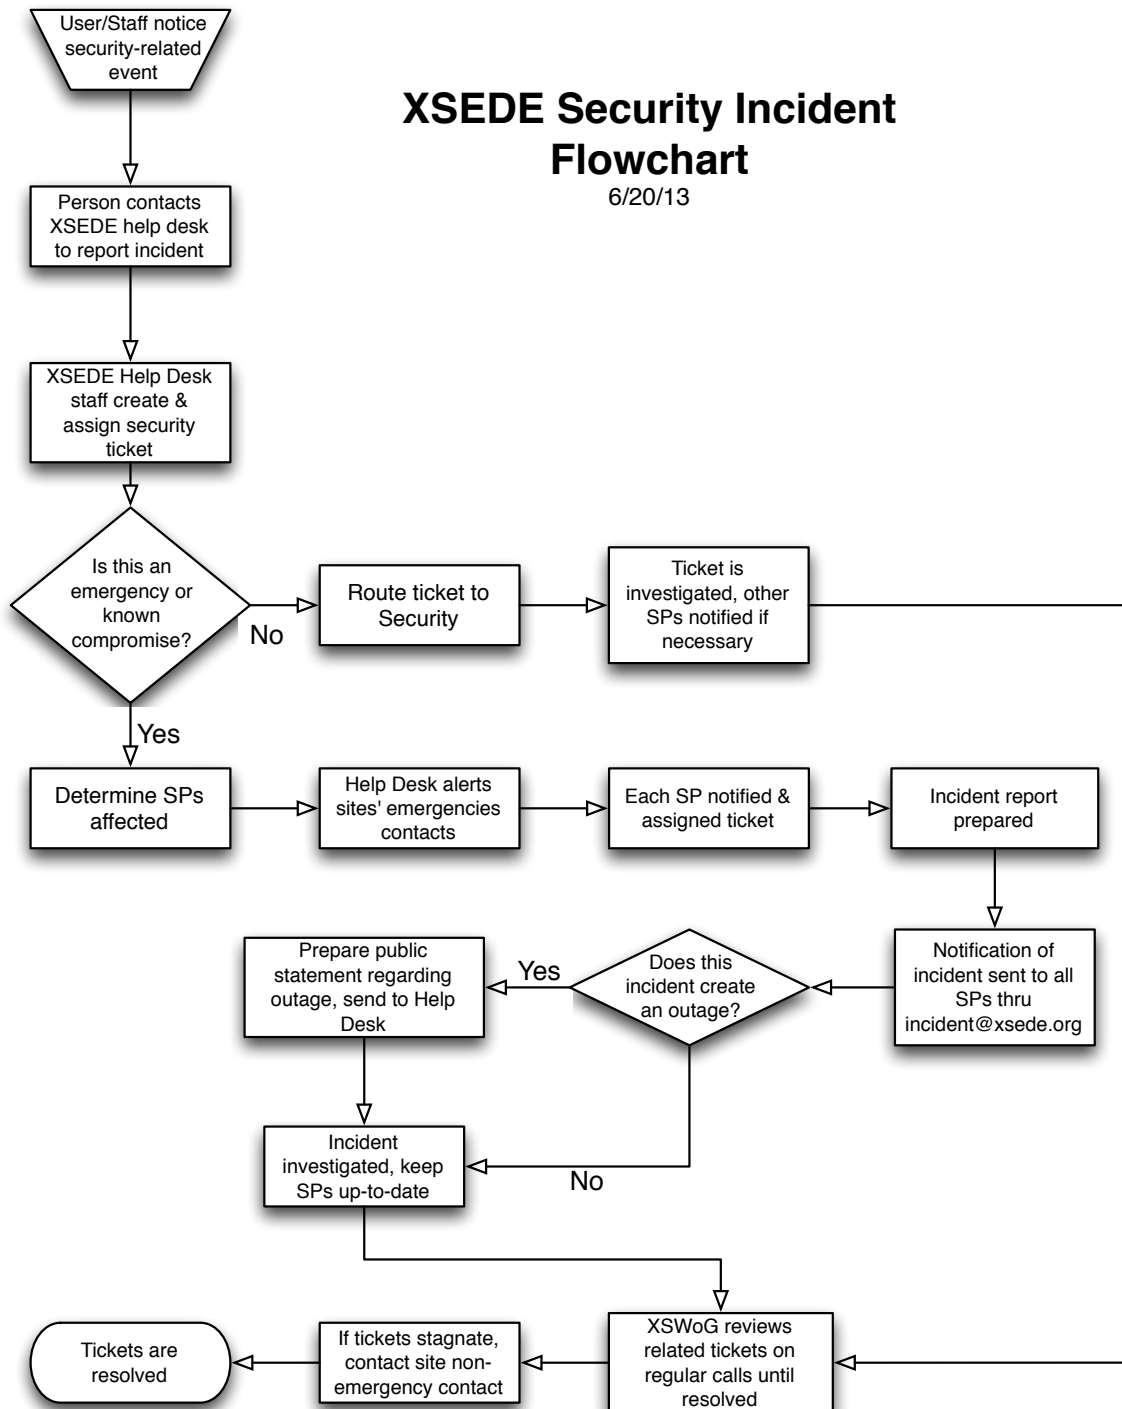 User/Staff notice
security-related
event
XSEDE Security Incident
Flowchart
6/20/13
Person contacts
XSEDE help desk
to report incident
XSEDE Help Desk
staff create &
assign security
ticket
Is this an
emergency or
known
compromise?
No
Route ticket to
Security
Ticket is
investigated, other
SPs notified if
necessary
Yes
Determine SPs
affected
Help Desk alerts
sites' emergencies
contacts
Each SP notified &
assigned ticket
Incident report
prepared
Notification of
incident sent to all
SPs thru
incident@xsede.org
Does this
incident create
an outage?
Yes
Prepare public
statement regarding
outage, send to Help
Desk
No
Incident
investigated, keep
SPs up-to-date
XSWoG reviews
related tickets on
regular calls until
resolved
If tickets stagnate,
contact site non-
emergency contact
Tickets are
resolved